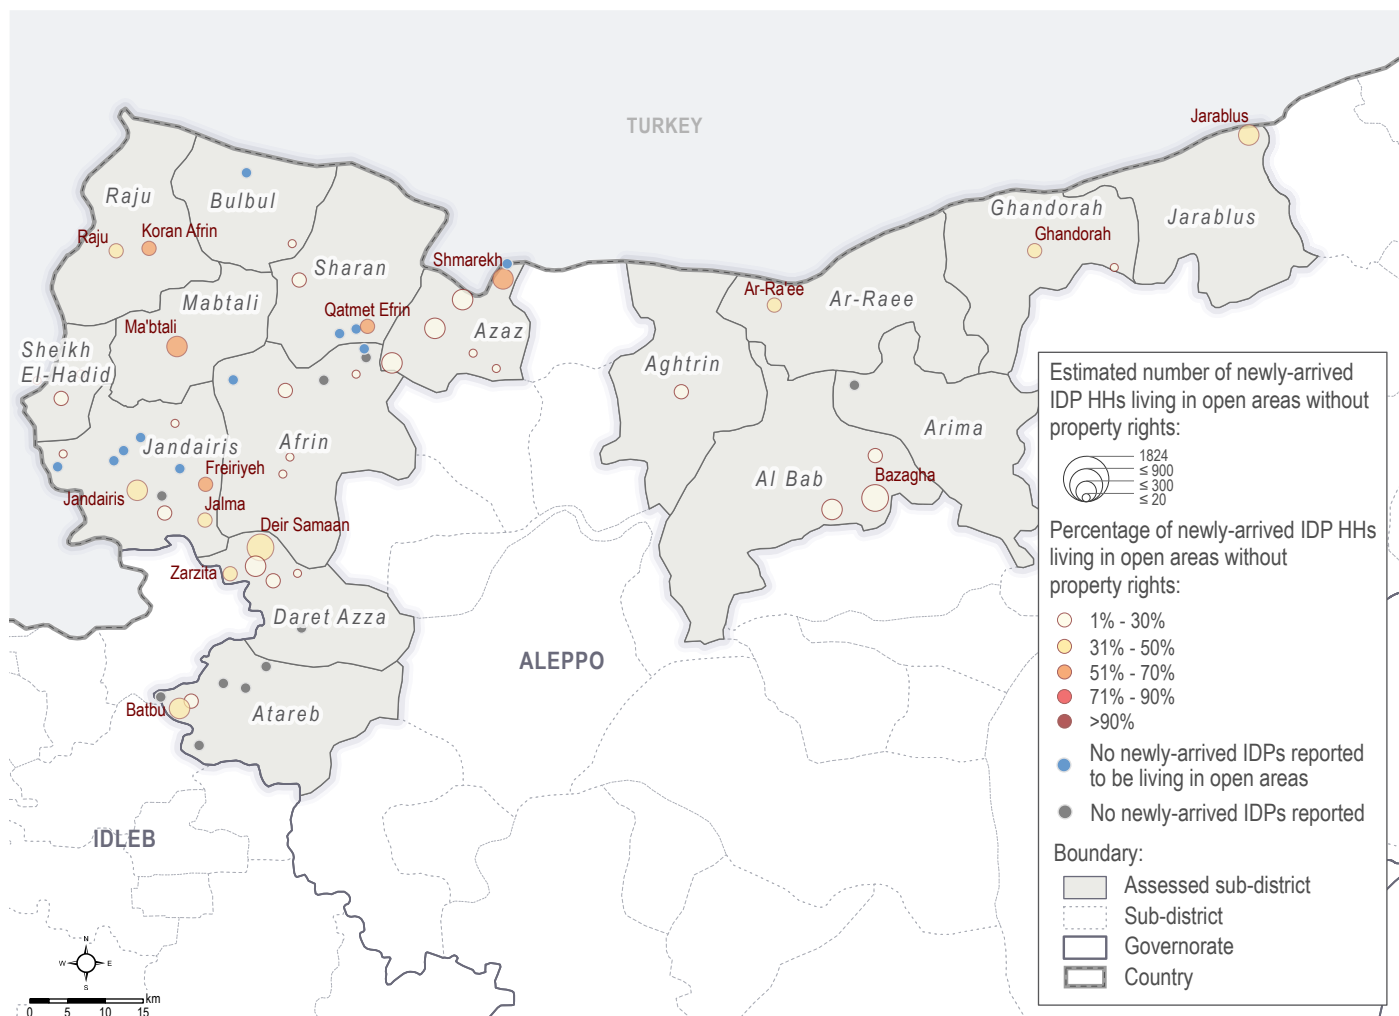 TURKEY
Jarablus
Raju
Bulbul
Ghandorah
Jarablus
Raju
Koran Afrin
Ghandorah
Sharan
Shmarekh
Mabtali
Ar-Ra'ee
Ar-Raee
Qatmet Efrin
Ma'btali
Azaz
Sheikh
El-Hadid
Aghtrin
Afrin
Jandairis
Arima
Freiriyeh
Al Bab
Bazagha
Jandairis
Jalma
Deir Samaan
Zarzita
Daret Azza
ALEPPO
Batbu
Atareb
IDLEB
N
W
E
S
km
0
5
10
15
Estimated number of newly-arrived
IDP HHs living in open areas without
property rights:
1824
≤ 900
≤ 300
≤ 20
Percentage of newly-arrived IDP HHs
living in open areas without
property rights:
1% - 30%
31% - 50%
51% - 70%
71% - 90%
>90%
No newly-arrived IDPs reported
to be living in open areas
No newly-arrived IDPs reported
Boundary:
Assessed sub-district
Sub-district
Governorate
Country